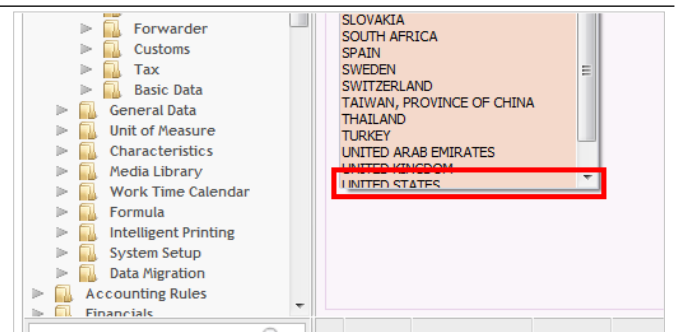 Forwarder
Customs
Tax
Basic Data
General Data
Unit of Measure
Characteristics
Media Library
Work Time Calendar
Formula
Intelligent Printing
System Setup
Data Migration
Accounting Rules
Financials
SLOVAKIA
SOUTH AFRICA
SPAIN
SWEDEN
SWITZERLAND
TAIWAN, PROVINCE OF CHINA
THAILAND
TURKEY
UNITED ARAB EMIRATES
UNITED KINGDOM
UNITED STATES